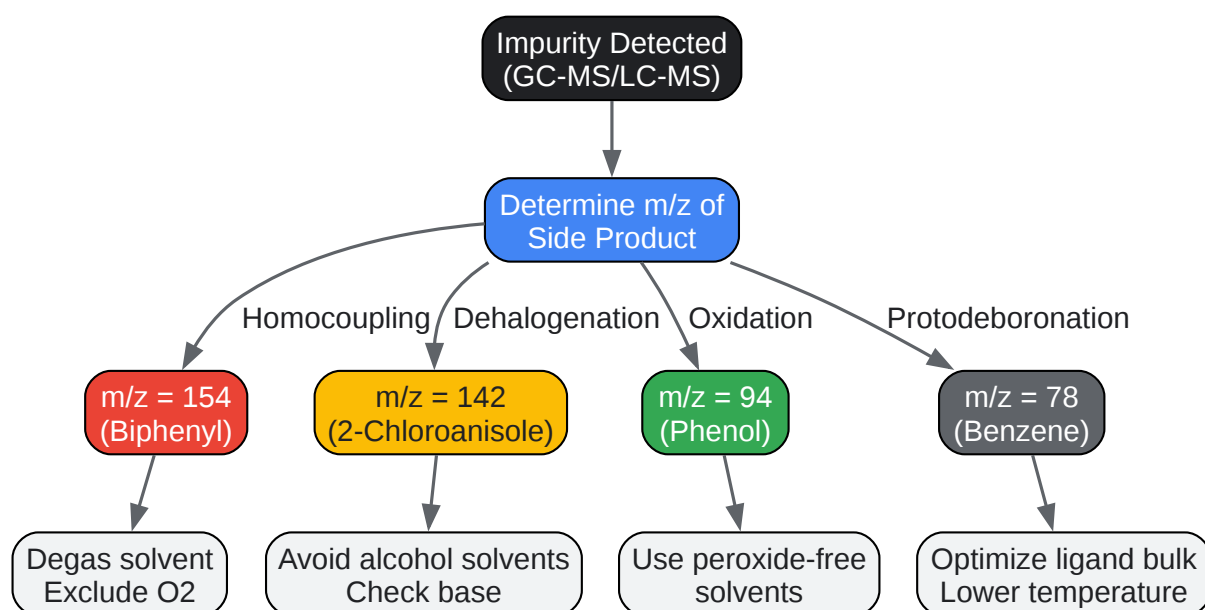 Impurity Detected
(GC-MS/LC-MS)
Determine m/z of
Side Product
Homocoupling
Dehalogenation
Oxidation
Protodeboronation
m/z = 154
(Biphenyl)
m/z = 142
(2-Chloroanisole)
m/z = 94
(Phenol)
m/z = 78
(Benzene)
Degas solvent
Exclude O2
Avoid alcohol solvents
Check base
Use peroxide-free
solvents
Optimize ligand bulk
Lower temperature